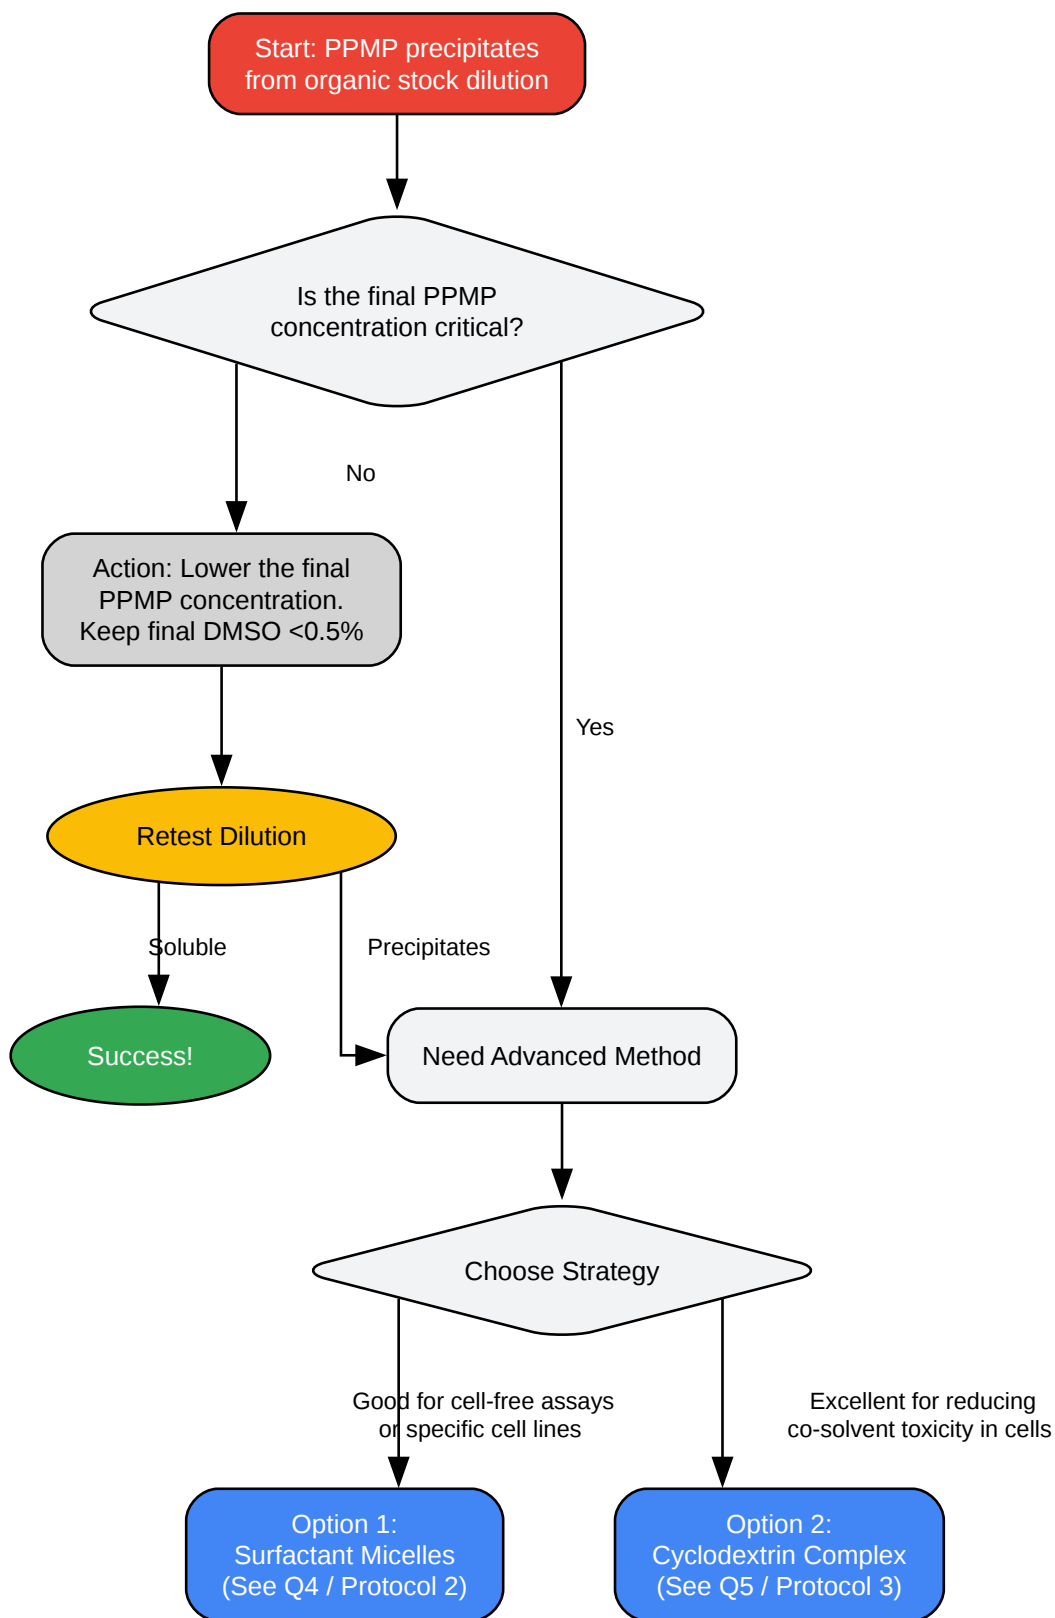 Start: PPMP precipitates
from organic stock dilution
Is the final PPMP
concentration critical?
No
Action: Lower the final
PPMP concentration.
Keep final DMSO <0.5%
Yes
Retest Dilution
Soluble
Precipitates
Success!
Need Advanced Method
Choose Strategy
Good for cell-free assays
or specific cell lines
Excellent for reducing
co-solvent toxicity in cells
Option 1:
Surfactant Micelles
(See Q4 / Protocol 2)
Option 2:
Cyclodextrin Complex
(See Q5 / Protocol 3)